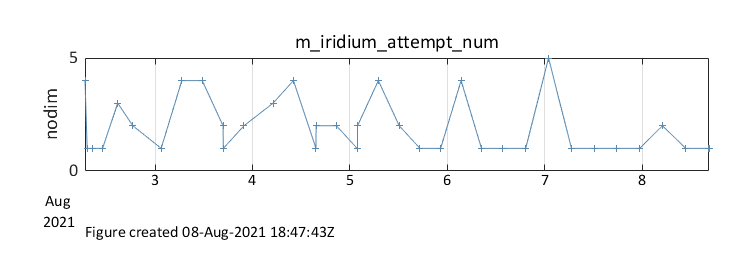 m_iridium_attempt_num
5
nodim
0
3 4 5 6 7 8
Aug
2021
Figure created 08-Aug-2021 18:47:43Z